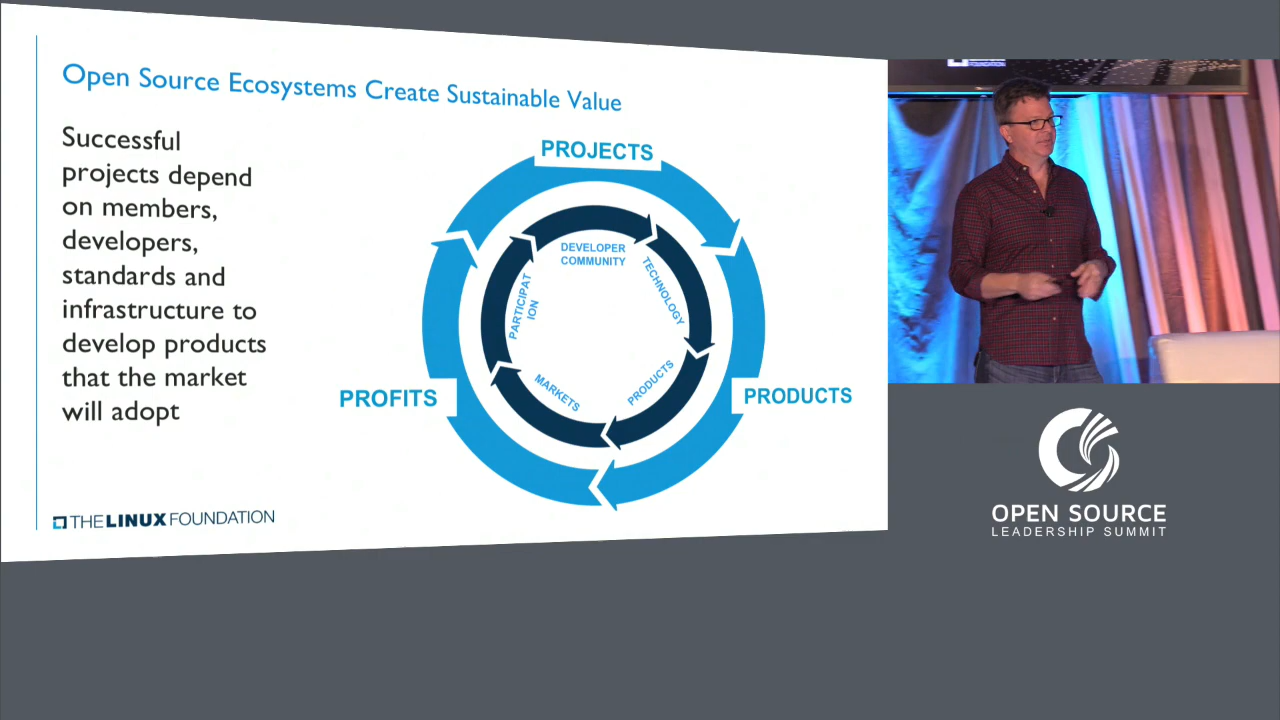 Open Source Ecosystems Create Sustainable Value
Successful
projects depend
on members,
developers,
standards and
infrastructure to
develop products
that the market
will adopt
PROJECTS
DEVELOPER
COMMUNITY
TECHNOLOGY
PARTICIPAT
ION
MARKETS
PRODUCTS
PROFITS
PRODUCTS
THE LINUX FOUNDATION
OPEN SOURCE
LEADERSHIP SUMMIT